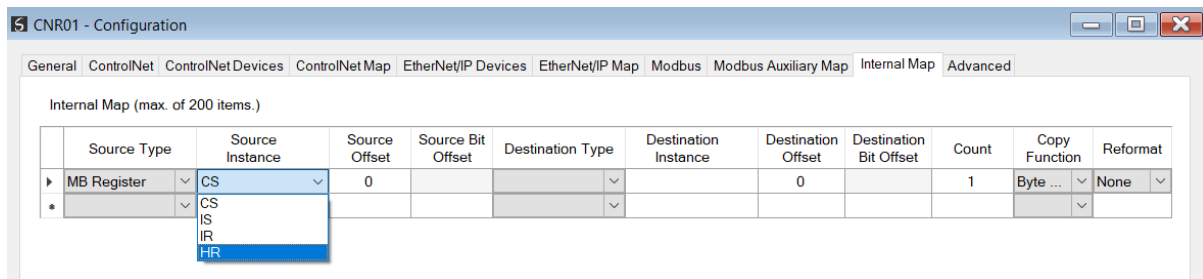 CNR01 - Configuration
General ControlNet ControlNet Devices ControlNet Map EtherNet/IP Devices EtherNet/IP Map Modbus Modbus Auxiliary Map Internal Map Advanced
Internal Map (max. of 200 items.)
Source Type Source Instance Source Offset Source Bit Offset Destination Type Destination Instance Destination Offset Destination Bit Offset Count Copy Function Reformat
MB Register CS 0 0 1 Byte ... None
CS
IS
IR
HR